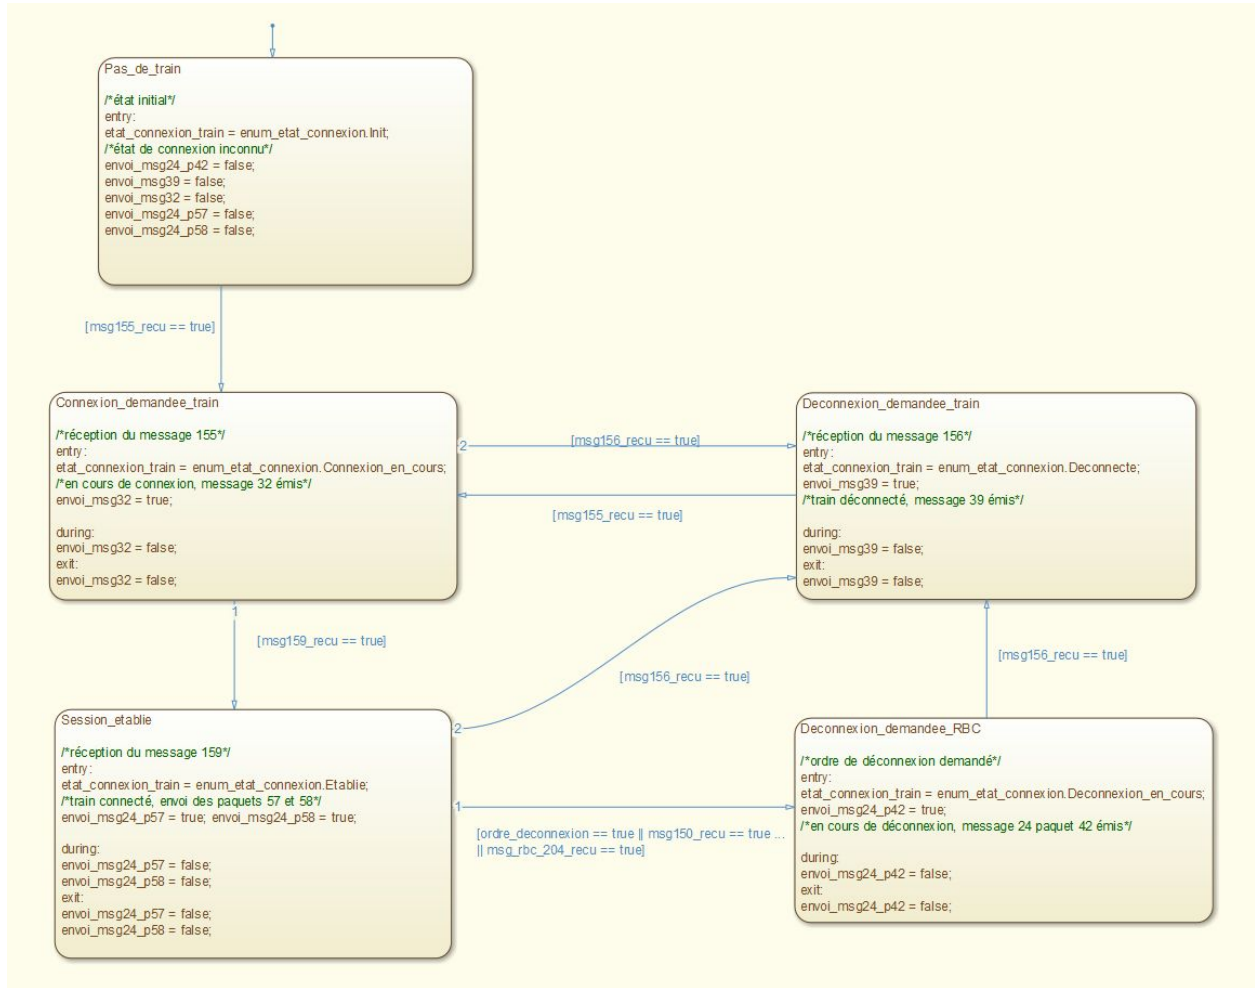 Pas_de_train
/*état initial*/
entry:
etat_connexion_train = enum_etat_connexion.Init;
/*état de connexion inconnu*/
envoi_msg24_p42 = false;
envoi_msg39 = false;
envoi_msg32 = false;
envoi_msg24_p57 = false;
envoi_msg24_p58 = false;
[msg155_recu == true]
Connexion_demandee_train
/*réception du message 155*/
entry:
etat_connexion_train = enum_etat_connexion.Connexion_en_cours;
/*en cours de connexion, message 32 émis*/
envoi_msg32 = true;
during:
envoi_msg32 = false;
exit:
envoi_msg32 = false;
2
[msg156_recu == true]
[msg155_recu == true]
Deconnexion_demandee_train
/*réception du message 156*/
entry:
etat_connexion_train = enum_etat_connexion.Deconnecte;
envoi_msg39 = true;
/*train déconnecté, message 39 émis*/
during:
envoi_msg39 = false;
exit:
envoi_msg39 = false;
1
[msg159_recu == true]
[msg156_recu == true]
[msg156_recu == true]
Session_etablie
/*réception du message 159*/
entry:
etat_connexion_train = enum_etat_connexion.Etablie;
/*train connecté, envoi des paquets 57 et 58*/
envoi_msg24_p57 = true; envoi_msg24_p58 = true;
during:
envoi_msg24_p57 = false;
envoi_msg24_p58 = false;
exit:
envoi_msg24_p57 = false;
envoi_msg24_p58 = false;
2
1
[ordre_deconnexion == true || msg150_recu == true ...
|| msg_rbc_204_recu == true]
Deconnexion_demandee_RBC
/*ordre de déconnexion demandé*/
entry:
etat_connexion_train = enum_etat_connexion.Deconnexion_en_cours;
envoi_msg24_p42 = true;
/*en cours de déconnexion, message 24 paquet 42 émis*/
during:
envoi_msg24_p42 = false;
exit:
envoi_msg24_p42 = false;